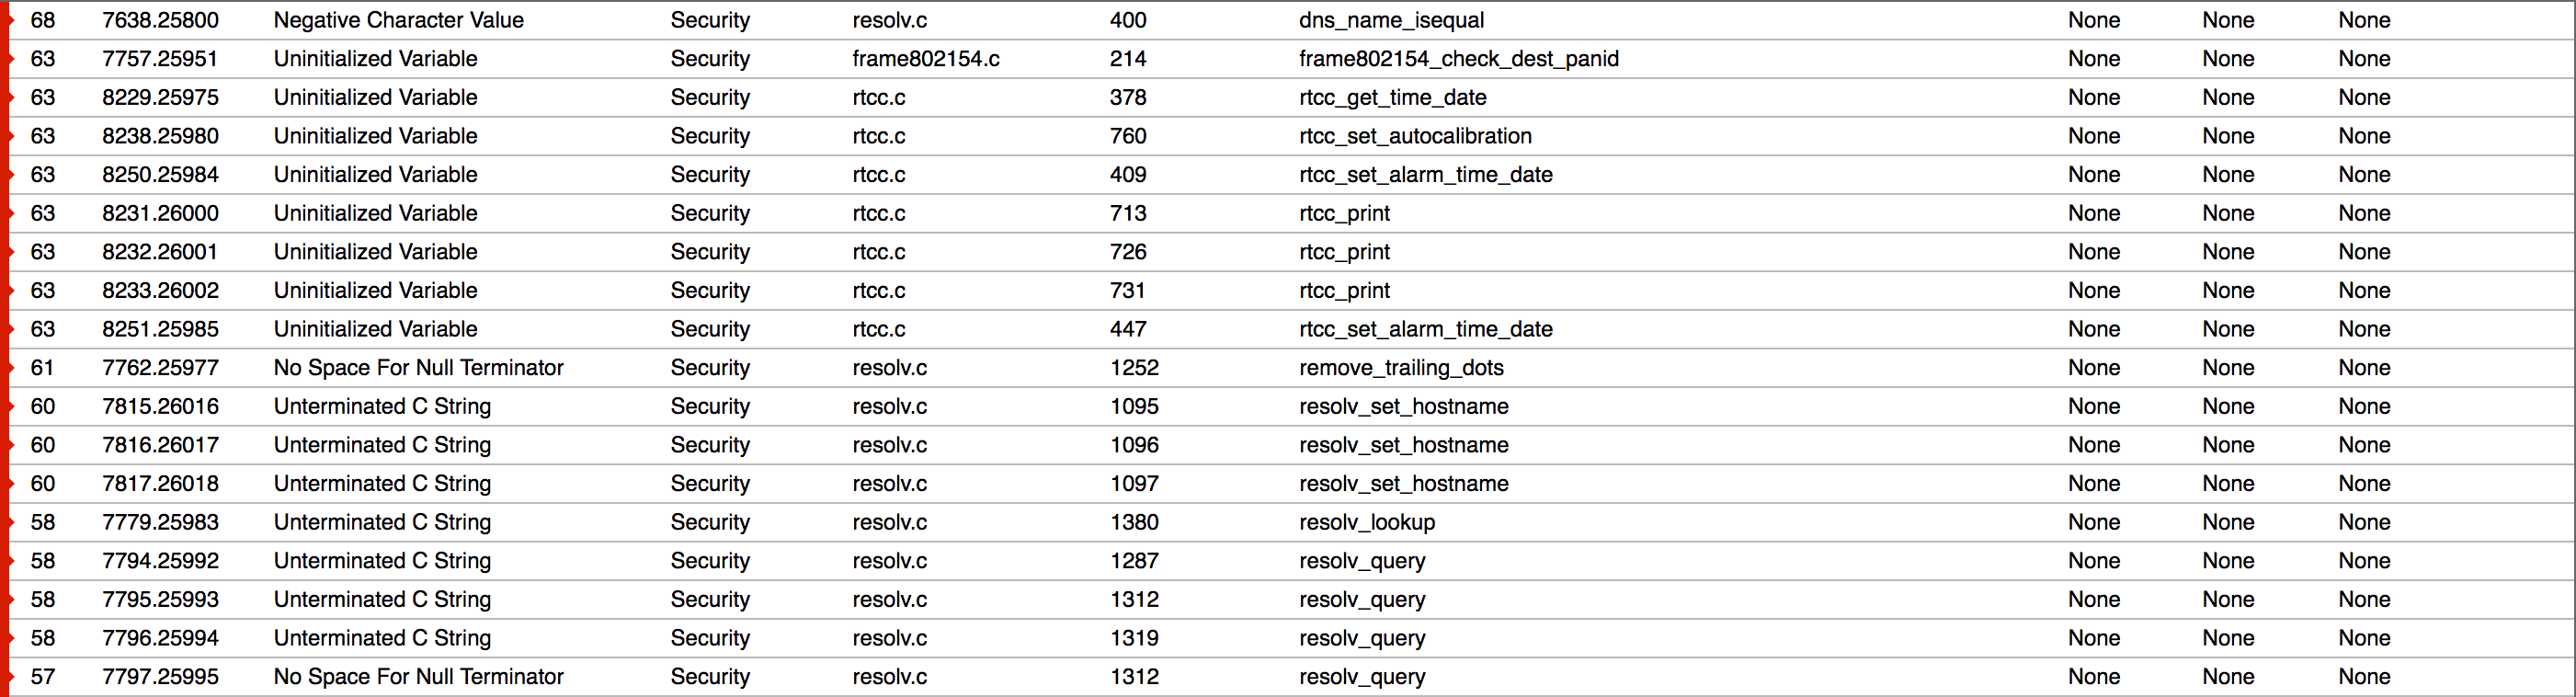 68 7638.25800 Negative Character Value Security resolv.c 400 dns_name_isequal None None None
63 7757.25951 Uninitialized Variable Security frame802154.c 214 frame802154_check_dest_panid None None None
63 8229.25975 Uninitialized Variable Security rtcc.c 378 rtcc_get_time_date None None None
63 8238.25980 Uninitialized Variable Security rtcc.c 760 rtcc_set_autocalibration None None None
63 8250.25984 Uninitialized Variable Security rtcc.c 409 rtcc_set_alarm_time_date None None None
63 8231.26000 Uninitialized Variable Security rtcc.c 713 rtcc_print None None None
63 8232.26001 Uninitialized Variable Security rtcc.c 726 rtcc_print None None None
63 8233.26002 Uninitialized Variable Security rtcc.c 731 rtcc_print None None None
63 8251.25985 Uninitialized Variable Security rtcc.c 447 rtcc_set_alarm_time_date None None None
61 7762.25977 No Space For Null Terminator Security resolv.c 1252 remove_trailing_dots None None None
60 7815.26016 Unterminated C String Security resolv.c 1095 resolv_set_hostname None None None
60 7816.26017 Unterminated C String Security resolv.c 1096 resolv_set_hostname None None None
60 7817.26018 Unterminated C String Security resolv.c 1097 resolv_set_hostname None None None
58 7779.25983 Unterminated C String Security resolv.c 1380 resolv_lookup None None None
58 7794.25992 Unterminated C String Security resolv.c 1287 resolv_query None None None
58 7795.25993 Unterminated C String Security resolv.c 1312 resolv_query None None None
58 7796.25994 Unterminated C String Security resolv.c 1319 resolv_query None None None
57 7797.25995 No Space For Null Terminator Security resolv.c 1312 resolv_query None None None